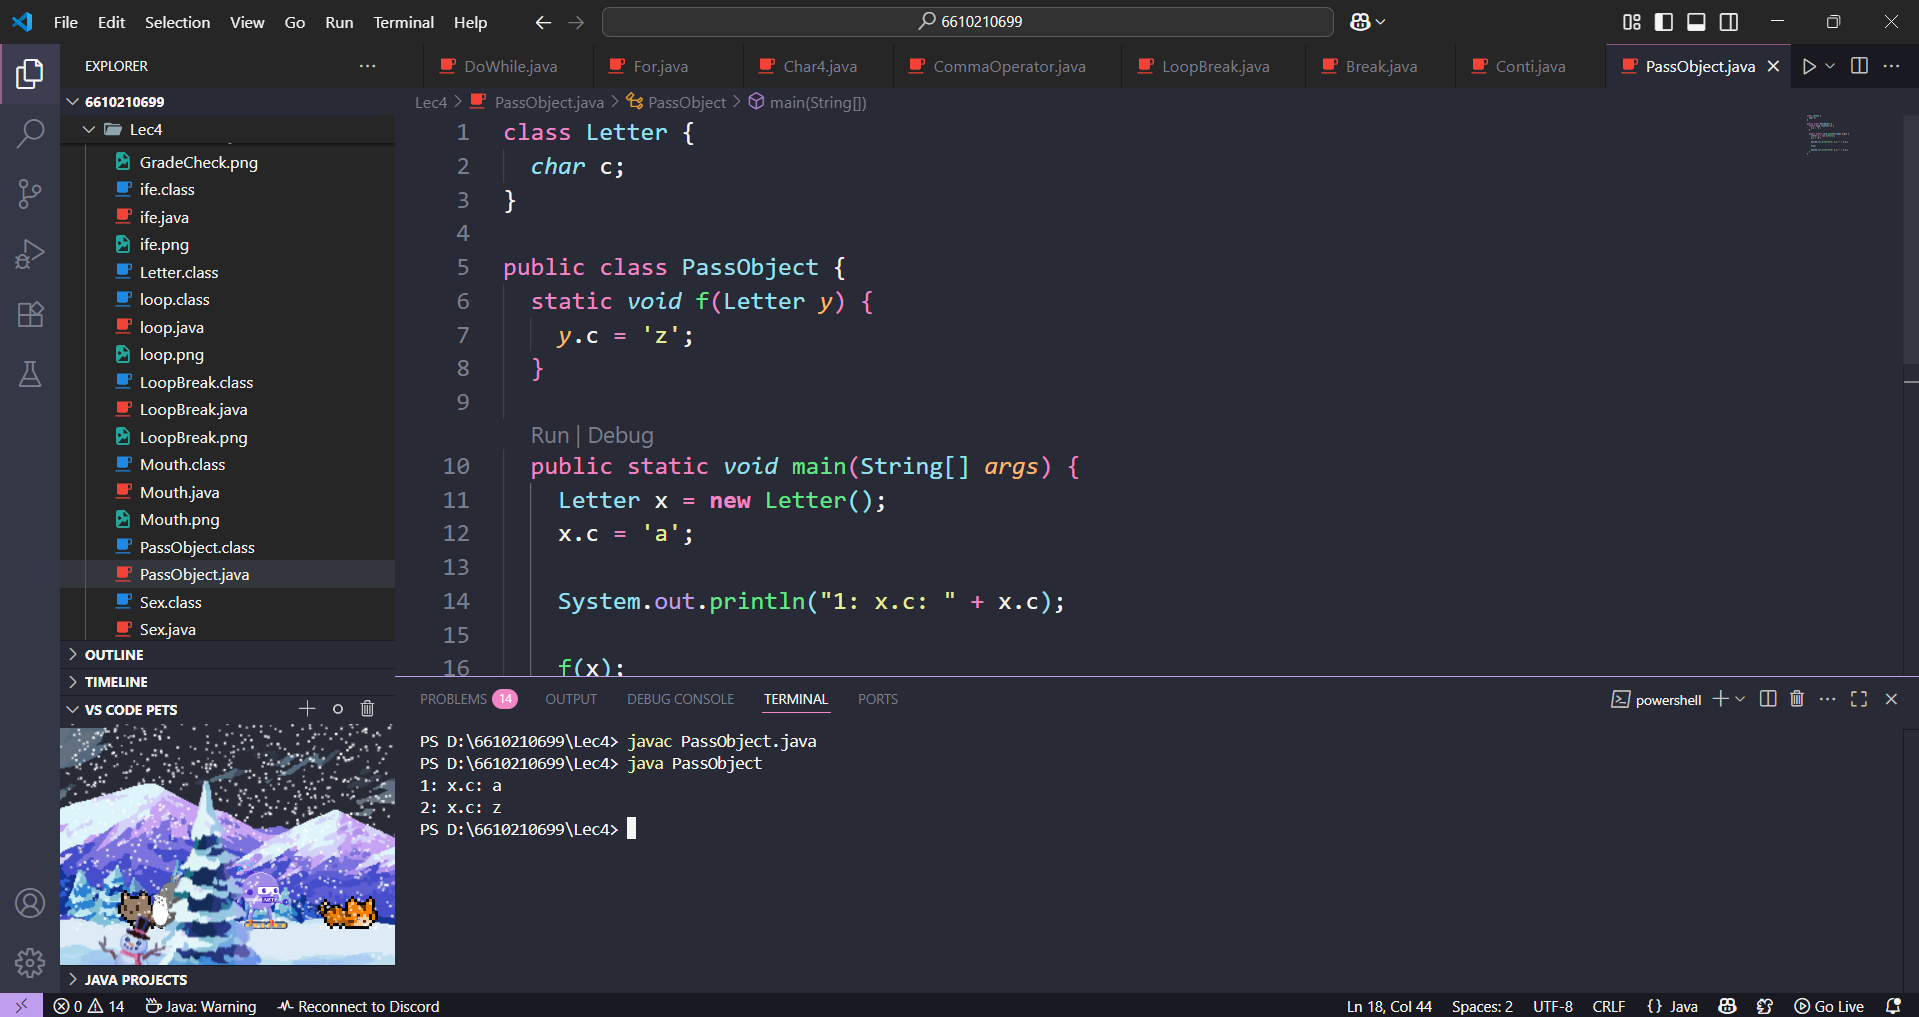 File Edit Selection View Go Run Terminal Help
6610210699
EXPLORER
DoWhile.java
For.java
Char4.java
CommaOperator.java
LoopBreak.java
Break.java
Conti.java
PassObject.java
6610210699
Lec4
GradeCheck.png
ife.class
ife.java
ife.png
Letter.class
loop.class
loop.java
loop.png
LoopBreak.class
LoopBreak.java
LoopBreak.png
Mouth.class
Mouth.java
Mouth.png
PassObject.class
PassObject.java
Sex.class
Sex.java
OUTLINE
TIMELINE
VS CODE PETS
JAVA PROJECTS
Lec4 > PassObject.java > PassObject > main(String[])
1 class Letter {
2 char c;
3 }
4
5 public class PassObject {
6 static void f(Letter y) {
7 y.c = 'z';
8 }
9
Run | Debug
10 public static void main(String[] args) {
11 Letter x = new Letter();
12 x.c = 'a';
13
14 System.out.println("1: x.c: " + x.c);
15
16 f(x);
PROBLEMS 14 OUTPUT DEBUG CONSOLE TERMINAL PORTS
powershell
PS D:\6610210699\Lec4> javac PassObject.java
PS D:\6610210699\Lec4> java PassObject
1: x.c: a
2: x.c: z
PS D:\6610210699\Lec4>
0 14 Java: Warning Reconnect to Discord
Ln 18, Col 44 Spaces: 2 UTF-8 CRLF {} Java Go Live